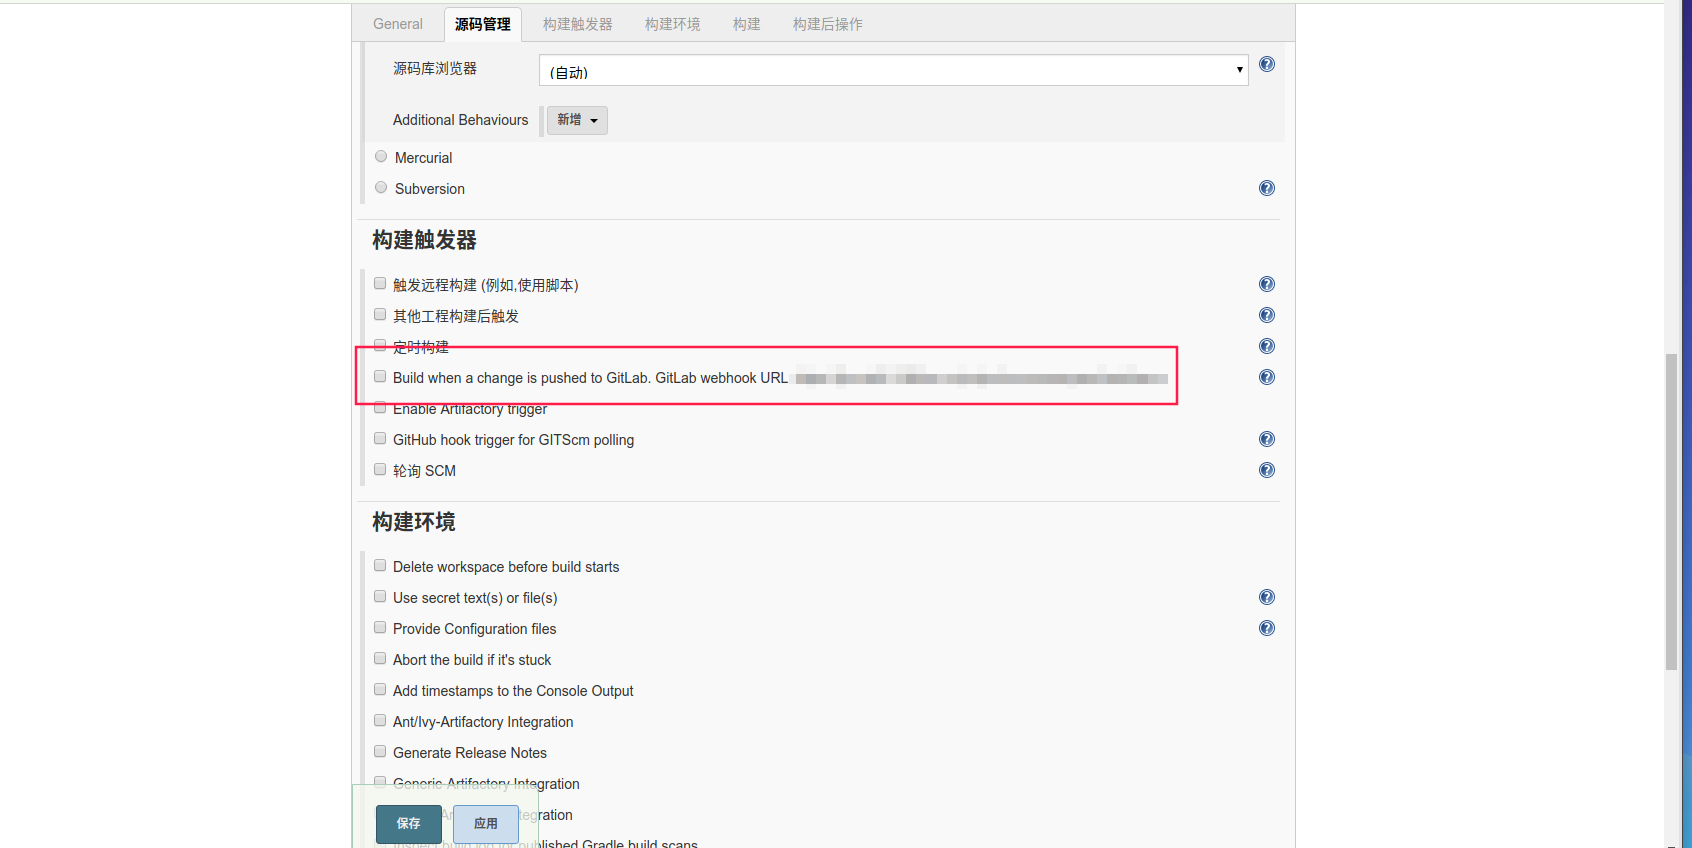 General 源码管理 构建触发器 构建环境 构建 构建后操作
源码库浏览器 (自动)
Additional Behaviours 新增
Mercurial
Subversion
构建触发器
触发远程构建 (例如,使用脚本)
其他工程构建后触发
定时构建
Build when a change is pushed to GitLab. GitLab webhook URL
Enable Artifactory trigger
GitHub hook trigger for GITScm polling
轮询 SCM
构建环境
Delete workspace before build starts
Use secret text(s) or file(s)
Provide Configuration files
Abort the build if it's stuck
Add timestamps to the Console Output
Ant/Ivy-Artifactory Integration
Generate Release Notes
Generic-Artifactory Integration
保存 应用
published Gradle build scans